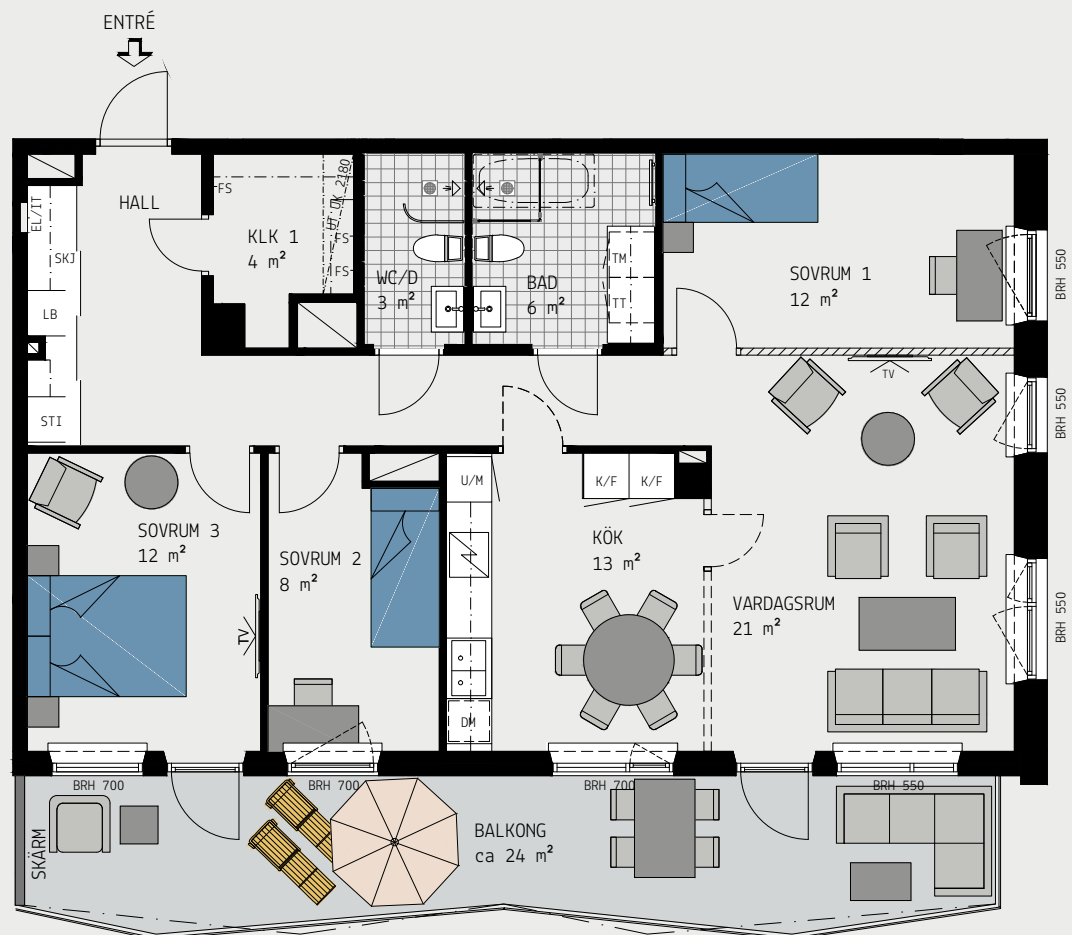 ENTRÉ
HALL
EL/IT
SKJ
LB
STI
FS
KLK 1
4 m²
UT UK 2180
FS
FS
WC/D
3 m²
BAD
6 m²
TM
TT
SOVRUM 1
12 m²
BRH 550
TV
BRH 550
SOVRUM 3
12 m²
TV
SOVRUM 2
8 m²
U/M
K/F
K/F
KÖK
13 m²
DM
VARDAGSRUM
21 m²
BRH 550
BRH 700
BRH 700
BRH 700
BRH 550
SKÄRM
BALKONG
ca 24 m²